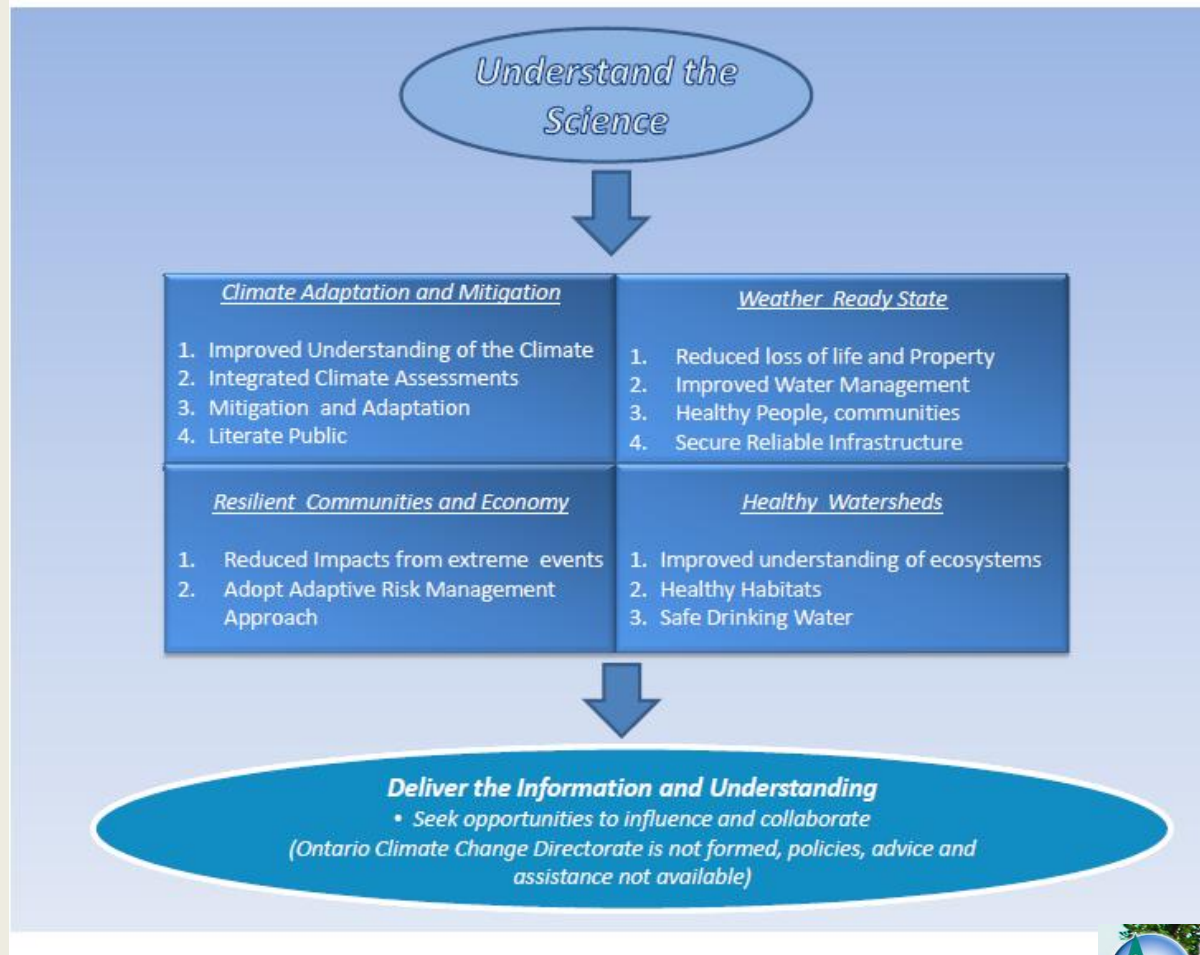 Understand the
Science
Climate Adaptation and Mitigation
1. Improved Understanding of the Climate
2. Integrated Climate Assessments
3. Mitigation and Adaptation
4. Literate Public
Weather Ready State
1. Reduced loss of life and Property
2. Improved Water Management
3. Healthy People, communities
4. Secure Reliable Infrastructure
Resilient Communities and Economy
1. Reduced Impacts from extreme events
2. Adopt Adaptive Risk Management
Approach
Healthy Watersheds
1. Improved understanding of ecosystems
2. Healthy Habitats
3. Safe Drinking Water
Deliver the Information and Understanding
• Seek opportunities to influence and collaborate
(Ontario Climate Change Directorate is not formed, policies, advice and
assistance not available)